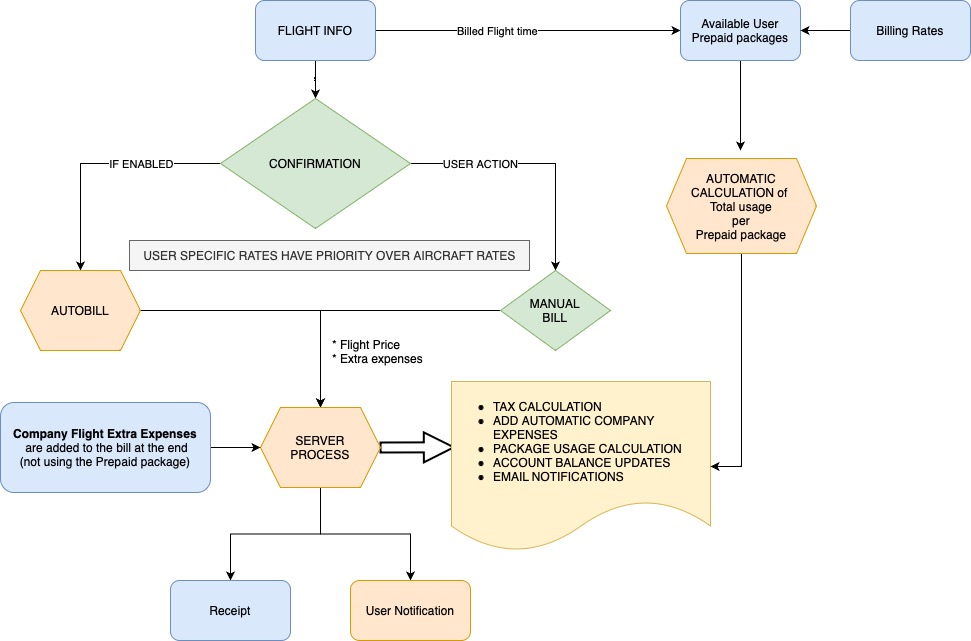 FLIGHT INFO
Billed Flight time
Available User
Prepaid packages
Billing Rates
CONFIRMATION
IF ENABLED
USER ACTION
AUTOMATIC
CALCULATION of
Total usage
per
Prepaid package
USER SPECIFIC RATES HAVE PRIORITY OVER AIRCRAFT RATES
AUTOBILL
MANUAL
BILL
* Flight Price
* Extra expenses
Company Flight Extra Expenses
are added to the bill at the end
(not using the Prepaid package)
SERVER
PROCESS
• TAX CALCULATION
• ADD AUTOMATIC COMPANY
EXPENSES
• PACKAGE USAGE CALCULATION
• ACCOUNT BALANCE UPDATES
• EMAIL NOTIFICATIONS
Receipt
User Notification